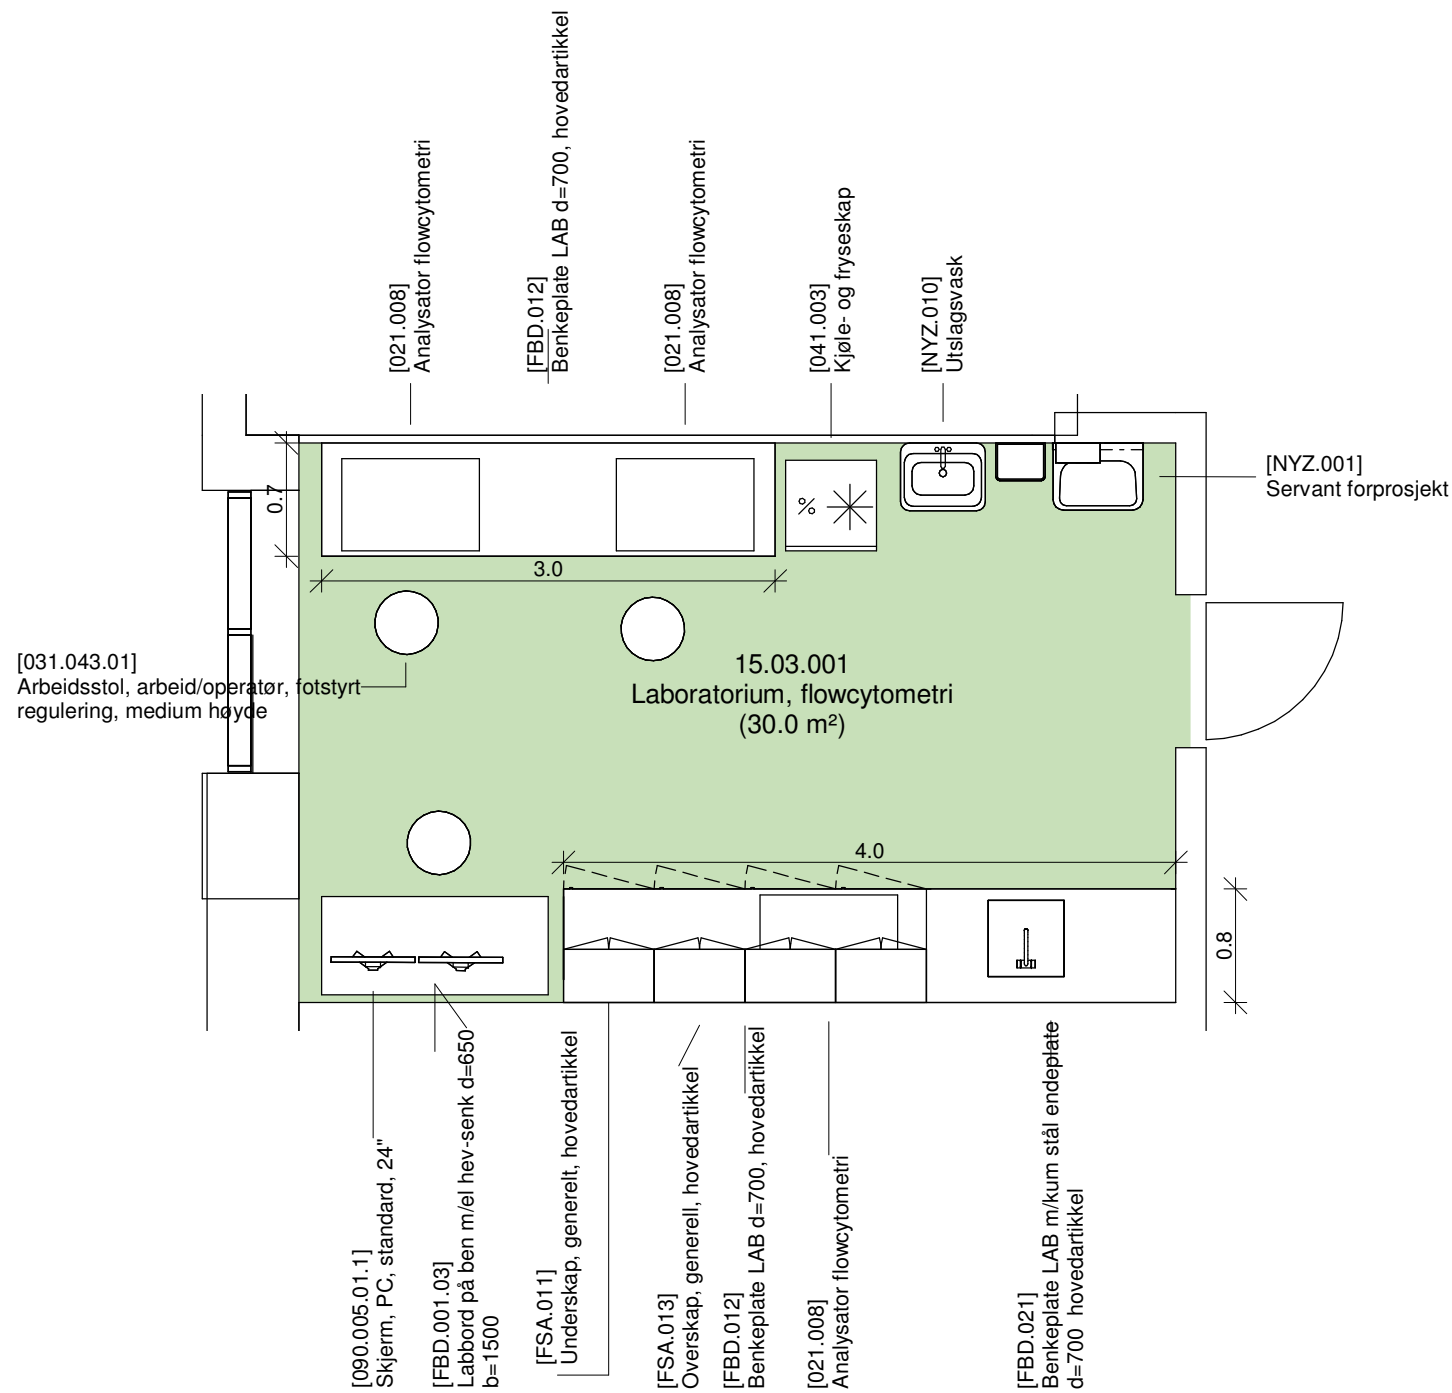 [021.008]
Analysator flowcytometri
[FBD.012]
Benkeplate LAB d=700, hovedartikkel
[021.008]
Analysator flowcytometri
[041.003]
Kjøle- og fryseskap
[NYZ.010]
Utslagsvask
[NYZ.001]
Servant forprosjekt
0.7
3.0
[031.043.01]
Arbeidsstol, arbeid/operatør, fotstyrt
regulering, medium høyde
15.03.001
Laboratorium, flowcytometri
(30.0 m²)
4.0
0.8
[090.005.01.1]
Skjerm, PC, standard, 24"
[FBD.001.03]
Labbord på ben m/el hev-senk d=650
b=1500
[FSA.011]
Underskap, generelt, hovedartikkel
[FSA.013]
Overskap, generell, hovedartikkel
[FBD.012]
Benkeplate LAB d=700, hovedartikkel
[021.008]
Analysator flowcytometri
[FBD.021]
Benkeplate LAB m/kum stål endeplate
d=700 hovedartikkel